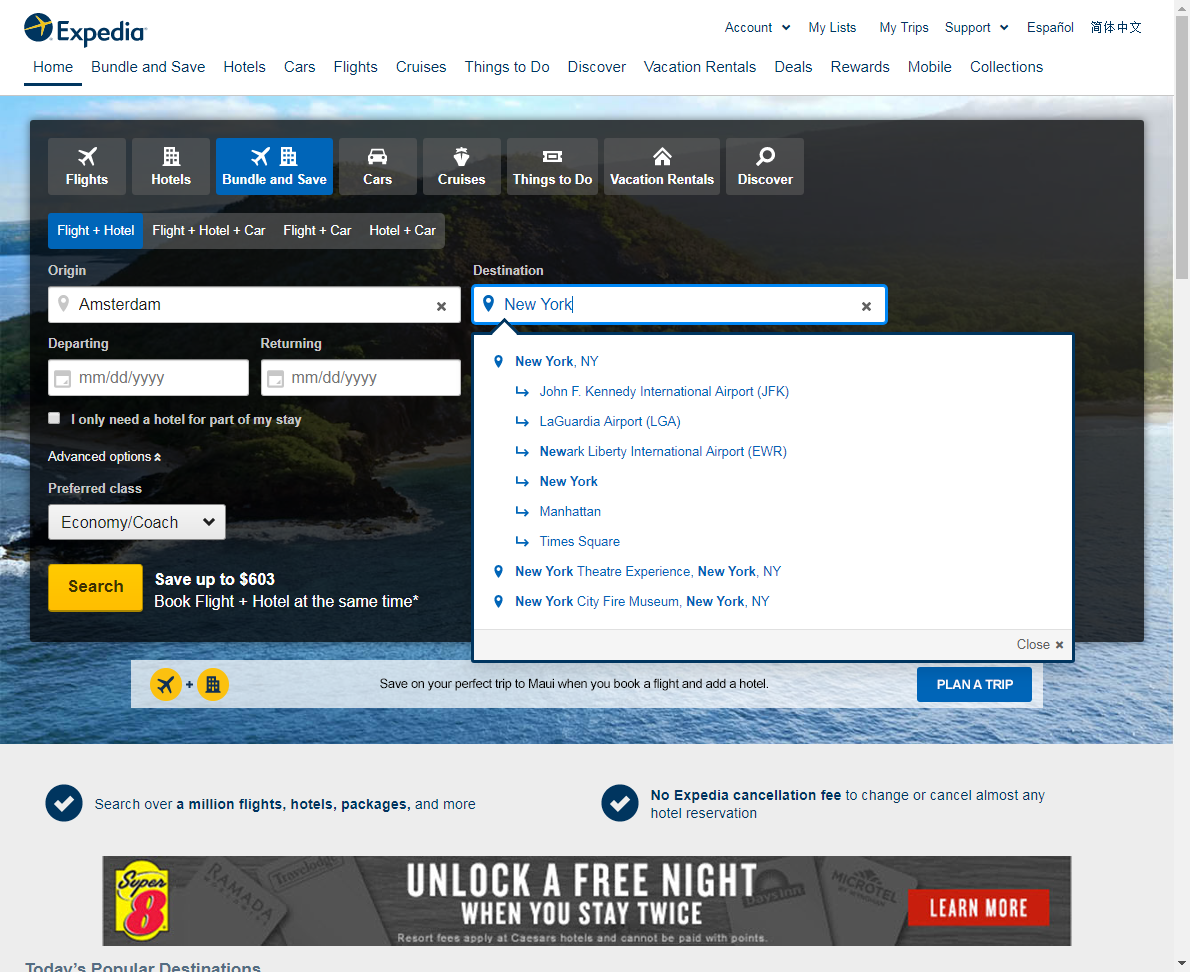 Expedia
Account
My Lists
My Trips
Support
Español
简体中文
Home
Bundle and Save
Hotels
Cars
Flights
Cruises
Things to Do
Discover
Vacation Rentals
Deals
Rewards
Mobile
Collections
Flights
Hotels
Bundle and Save
Cars
Cruises
Things to Do
Vacation Rentals
Discover
Flight + Hotel
Flight + Hotel + Car
Flight + Car
Hotel + Car
Origin
Destination
Amsterdam
New York
Departing
Returning
mm/dd/yyyy
mm/dd/yyyy
I only need a hotel for part of my stay
Advanced options
Preferred class
Economy/Coach
Search
Save up to $603
Book Flight + Hotel at the same time*
New York, NY
John F. Kennedy International Airport (JFK)
LaGuardia Airport (LGA)
Newark Liberty International Airport (EWR)
New York
Manhattan
Times Square
New York Theatre Experience, New York, NY
New York City Fire Museum, New York, NY
Close
+
Save on your perfect trip to Maui when you book a flight and add a hotel.
PLAN A TRIP
Search over a million flights, hotels, packages, and more
No Expedia cancellation fee to change or cancel almost any
hotel reservation
Super
8
RAMADA
Travelodge
UNLOCK A FREE NIGHT
WHEN YOU STAY TWICE
Resort fees apply at Caesars hotels and cannot be paid with points.
Days Inn
MICROTEL
LEARN MORE
Today's Popular Destinations